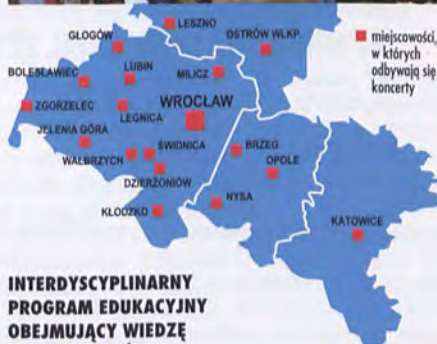 LESZNO
GŁOGÓW
OSTRÓW WLKP.
miejscowości,
w których
odbywają się
koncerty
BOLESŁAWIEC
LUBIN
MILICZ
ZGORZELEC
LEGNICA
WROCŁAW
JELENIA GÓRA
WAŁBRZYCH
ŚWIDNICA
BRZEG
OPOLE
DZIERŻONIÓW
KŁODZKO
NYSA
KATOWICE
INTERDYSCYPLINARNY
PROGRAM EDUKACYJNY
OBEJMUJĄCY WIEDZĘ